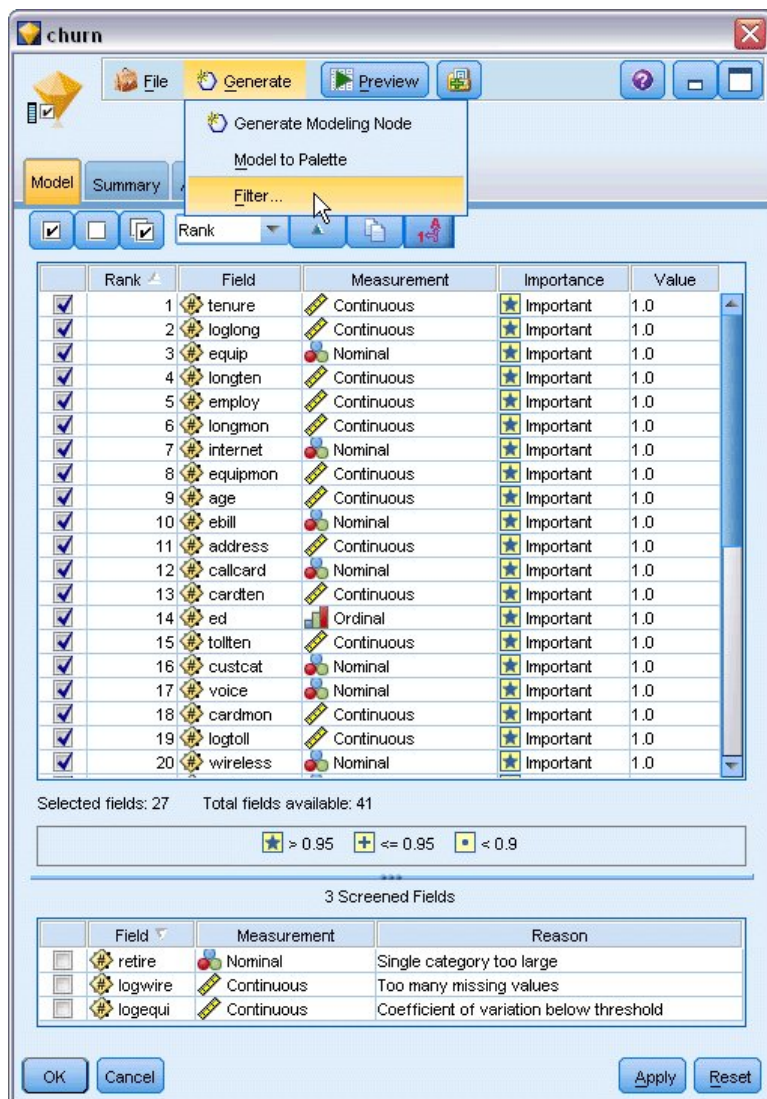 churn
File Generate Preview
Generate Modeling Node
Model to Palette
Filter...
Model Summary
Rank
Rank Field Measurement Importance Value
1 tenure Continuous Important 1.0
2 loglong Continuous Important 1.0
3 equip Nominal Important 1.0
4 longten Continuous Important 1.0
5 employ Continuous Important 1.0
6 longmon Continuous Important 1.0
7 internet Nominal Important 1.0
8 equipmon Continuous Important 1.0
9 age Continuous Important 1.0
10 ebill Nominal Important 1.0
11 address Continuous Important 1.0
12 callcard Nominal Important 1.0
13 cardten Continuous Important 1.0
14 ed Ordinal Important 1.0
15 tollten Continuous Important 1.0
16 custcat Nominal Important 1.0
17 voice Nominal Important 1.0
18 cardmon Continuous Important 1.0
19 logtoll Continuous Important 1.0
20 wireless Nominal Important 1.0
Selected fields: 27 Total fields available: 41
> 0.95 <= 0.95 < 0.9
3 Screened Fields
Field Measurement Reason
retire Nominal Single category too large
logwire Continuous Too many missing values
logequi Continuous Coefficient of variation below threshold
OK Cancel Apply Reset